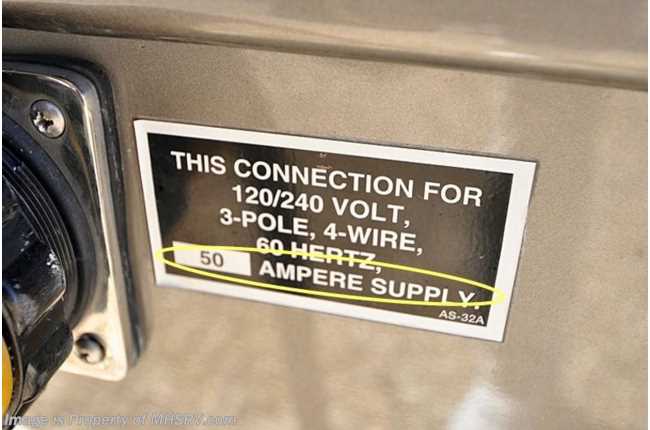 THIS CONNECTION FOR
120/240 VOLT,
3-POLE, 4-WIRE,
60 HERTZ,
50 AMPERE SUPPLY.
AS-32A
Image is Property of MHSRV.com